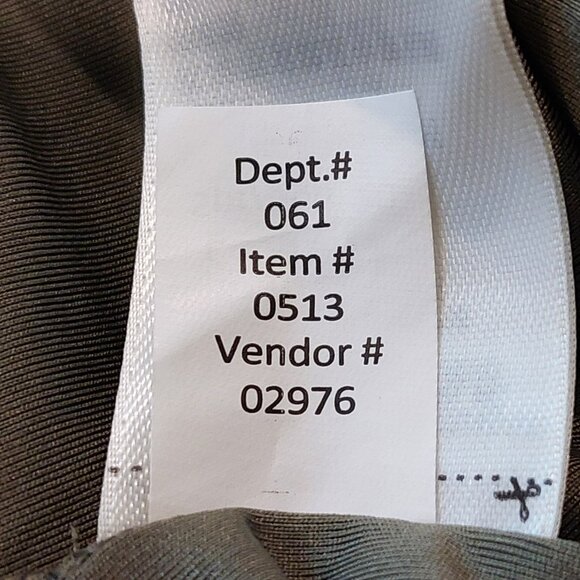 Dept.#
061
Item #
0513
Vendor #
02976